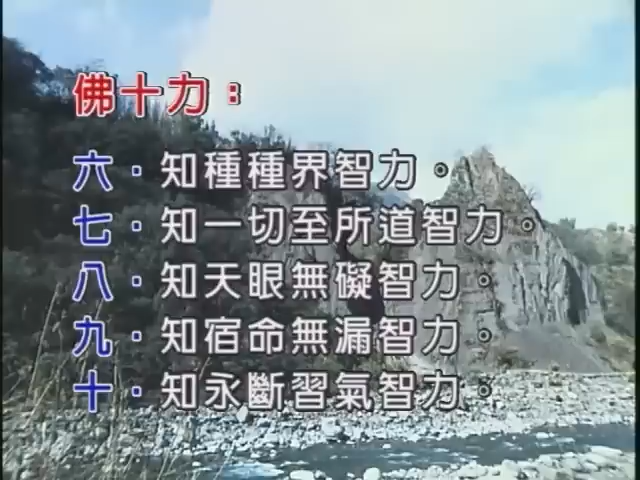 佛十力：
六．知種種界智力。
七．知一切至所道智力。
八．知天眼無礙智力。
九．知宿命無漏智力。
十．知永斷習氣智力。